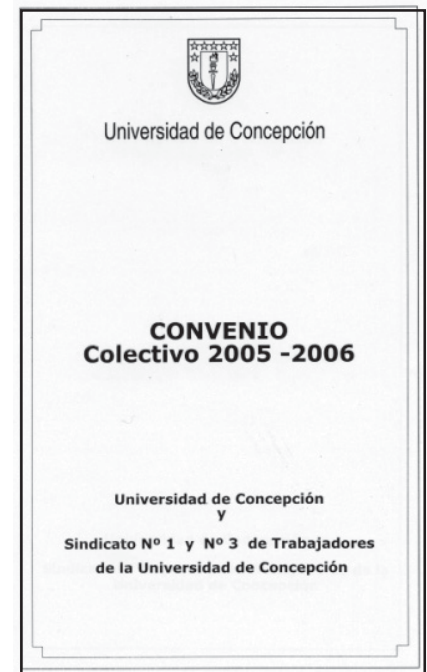 Universidad de Concepción
CONVENIO
Colectivo 2005 -2006
Universidad de Concepción
y
Sindicato Nº 1 y Nº 3 de Trabajadores
de la Universidad de Concepción